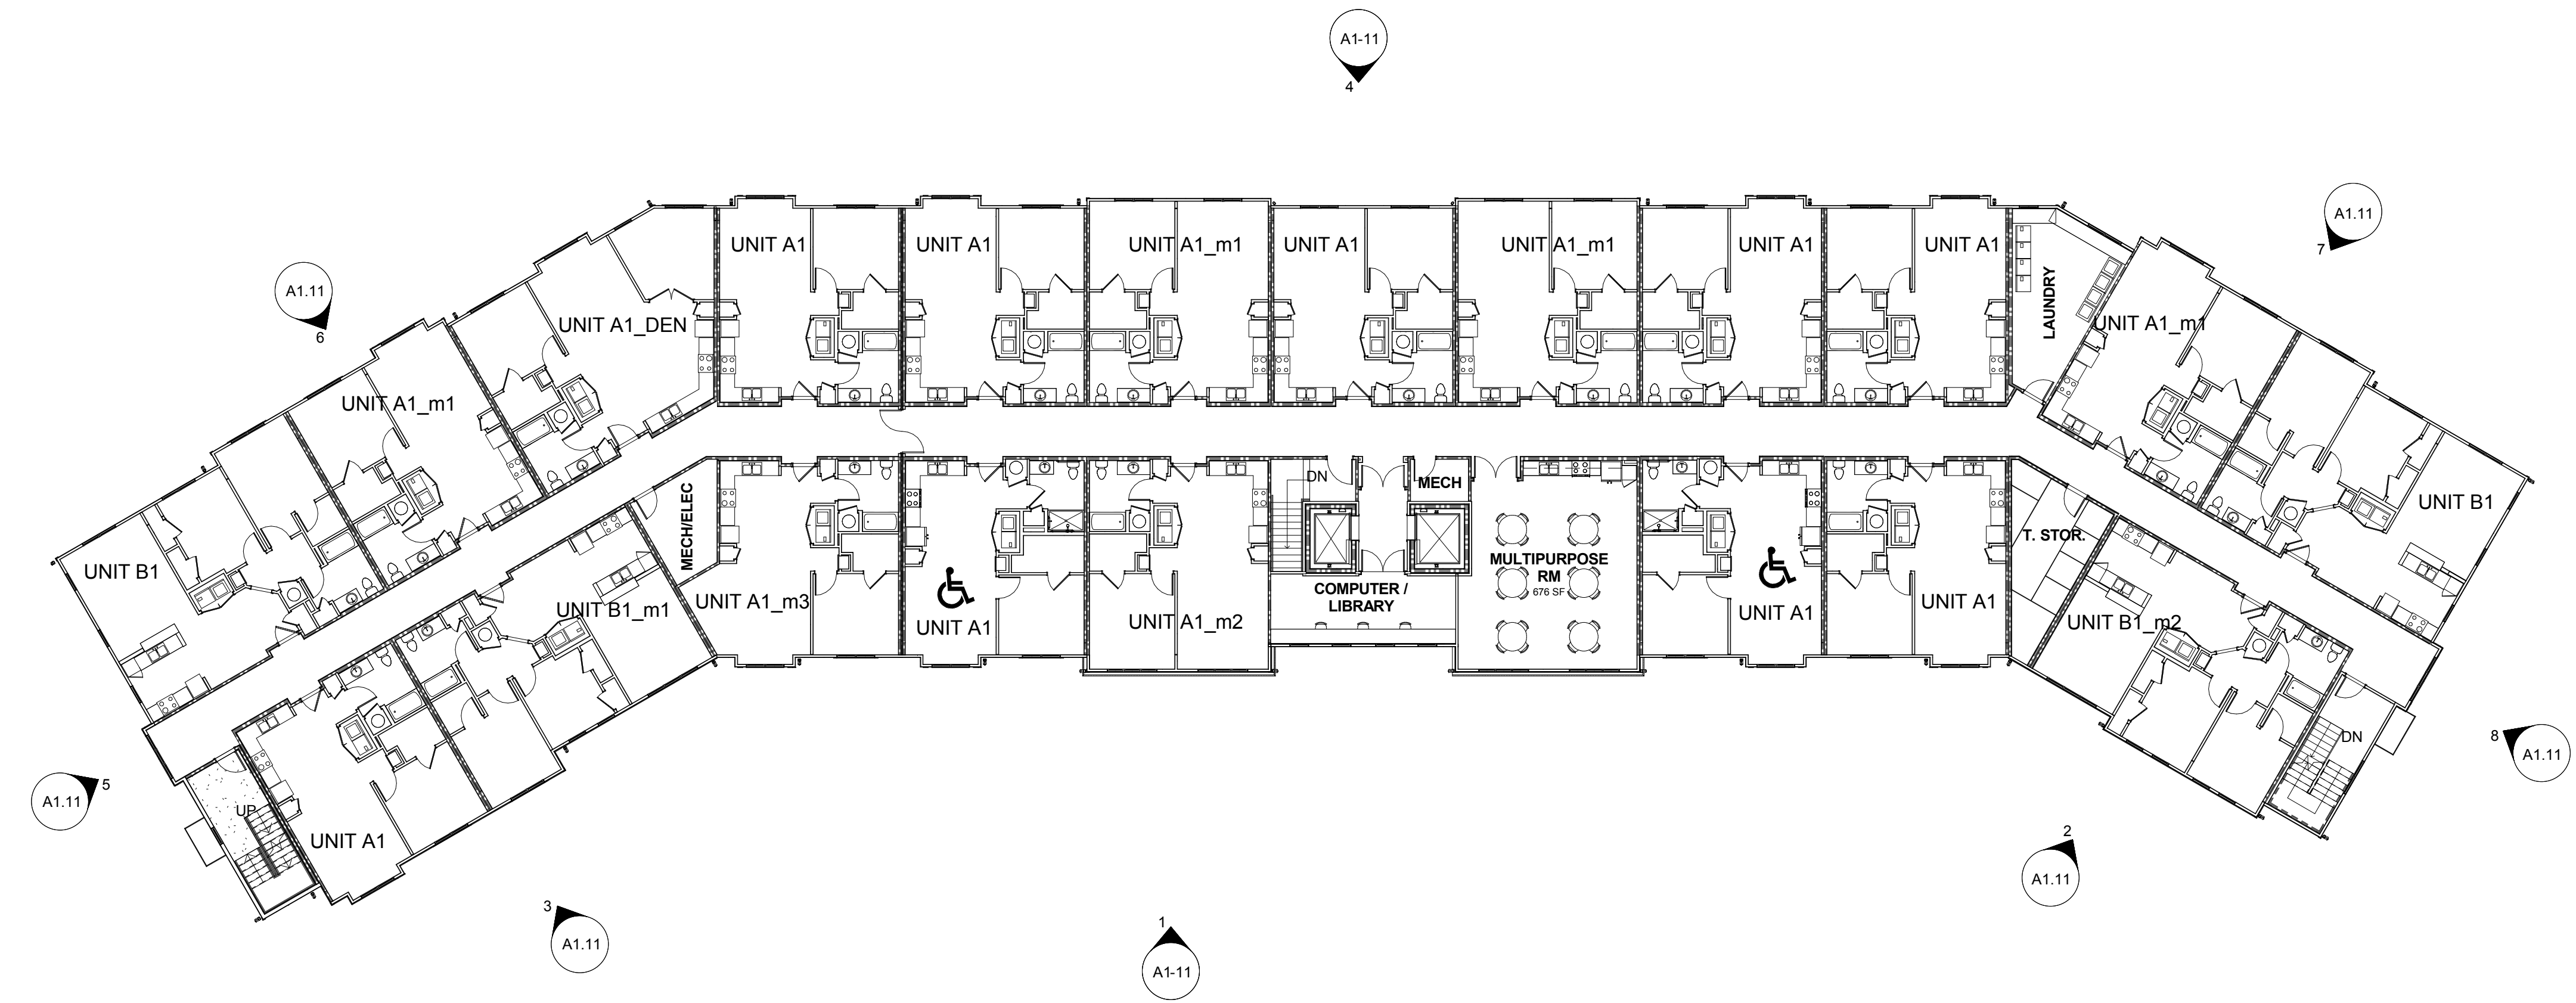 A1-11
4
A1.11
7
A1.11
6
UNIT A1
UNIT A1
UNIT A1_m1
UNIT A1
UNIT A1_m1
UNIT A1
UNIT A1
LAUNDRY
UNIT A1_DEN
UNIT A1_m1
UNIT A1_m1
UNIT B1
UNIT B1
DN
MECH
MECH/ELEC
T. STOR.
MULTIPURPOSE
RM
676 SF
COMPUTER /
LIBRARY
UNIT B1_m1
UNIT A1_m3
UNIT A1
UNIT A1_m2
UNIT A1
UNIT A1
UNIT B1_m2
DN
UP
UNIT A1
5
A1.11
8
A1.11
2
A1.11
3
A1.11
1
A1-11